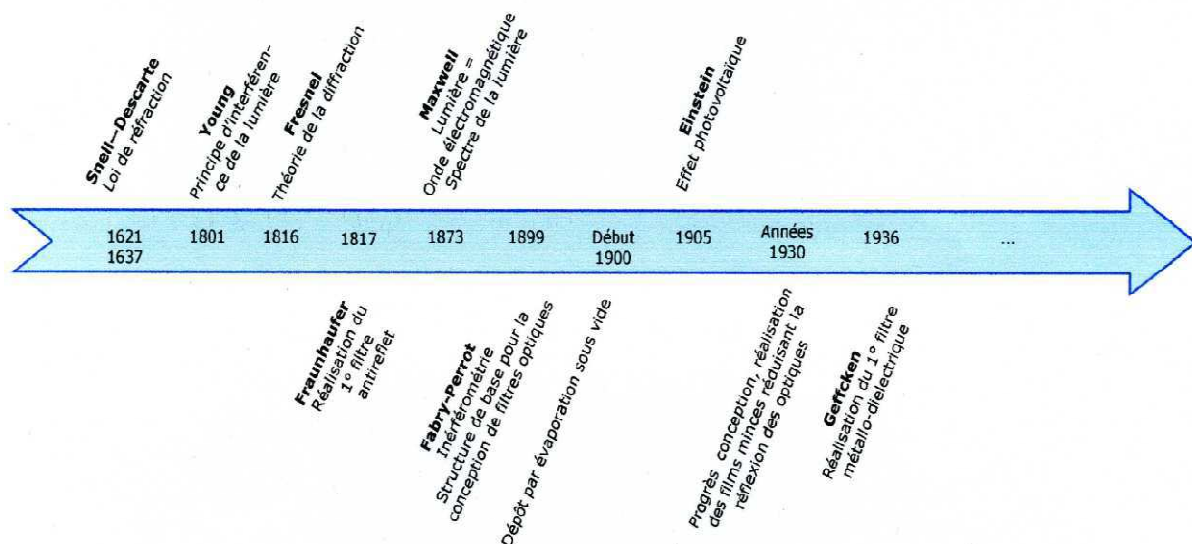 Snell—Descarte
Loi de réfraction
Young
Principe d'interféren-
ce de la lumière
Fresnel
Théorie de la diffraction
Maxwell
Lumière =
Onde électromagnétique
Spectre de la lumière
Einstein
Effet photovoltaïque
1621
1637
1801
1816
1817
1873
1899
Début
1900
1905
Années
1930
1936
...
Fraunhaufer
Réalisation du
1° filtre
antireflet
Fabry-Perrot
Inérférométrie
Structure de base pour la
conception de filtres optiques
Dépôt par évaporation sous vide
Progrès conception, réalisation
des films minces réduisant la
réflexion des optiques
Geffcken
Réalisation du 1° filtre
métallo-dielectrique